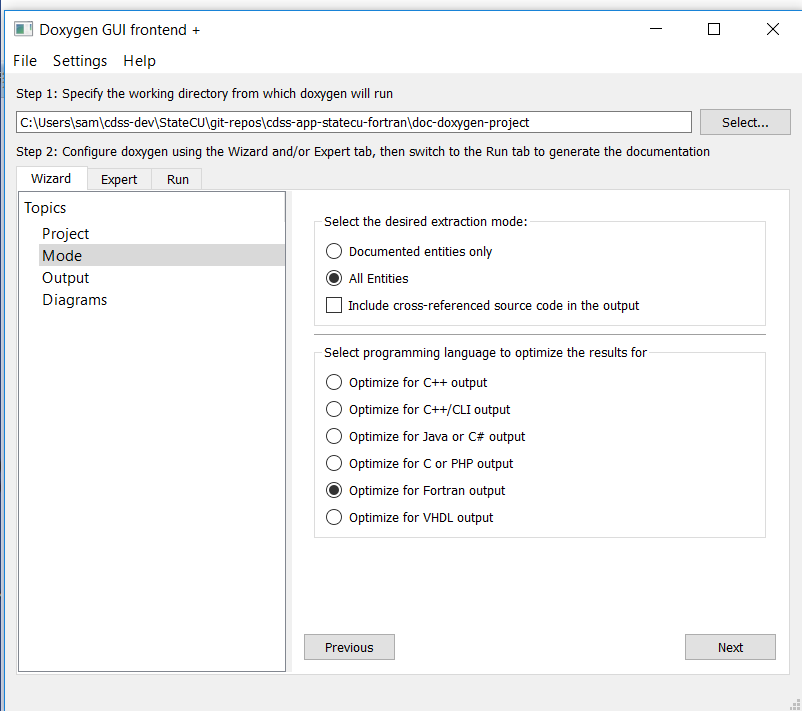 Doxygen GUI frontend +
File Settings Help
Step 1: Specify the working directory from which doxygen will run
C:\Users\sam\cdss-dev\StateCU\git-repos\cdss-app-statecu-fortran\doc-doxygen-project
Select...
Step 2: Configure doxygen using the Wizard and/or Expert tab, then switch to the Run tab to generate the documentation
Wizard Expert Run
Topics
Project
Mode
Output
Diagrams
Select the desired extraction mode:
Documented entities only
All Entities
Include cross-referenced source code in the output
Select programming language to optimize the results for
Optimize for C++ output
Optimize for C++/CLI output
Optimize for Java or C# output
Optimize for C or PHP output
Optimize for Fortran output
Optimize for VHDL output
Previous
Next